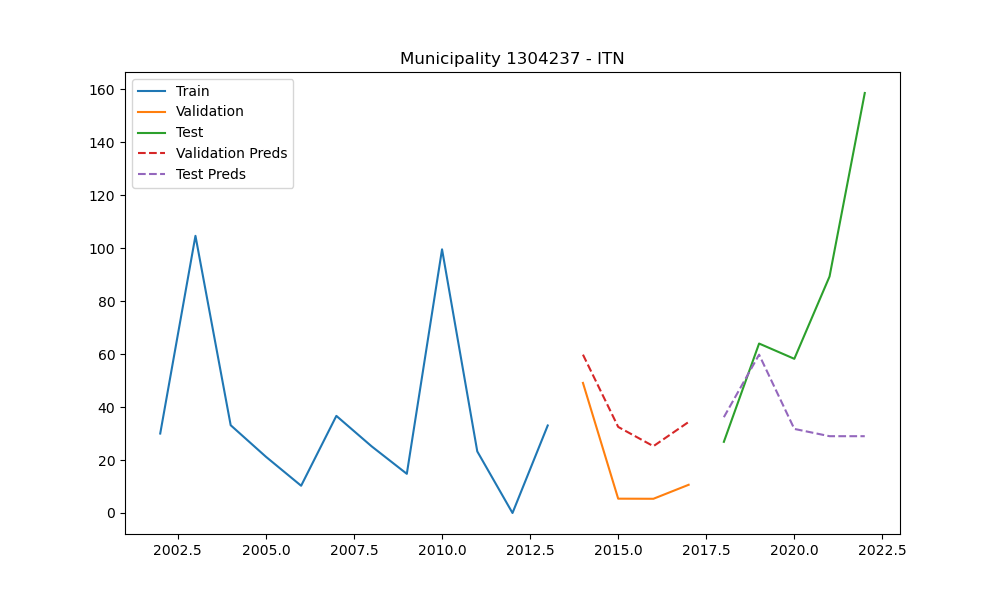 Municipality 1304237 - ITN
Train
Validation
Test
Validation Preds
Test Preds
160
140
120
100
80
60
40
20
0
2002.5 2005.0 2007.5 2010.0 2012.5 2015.0 2017.5 2020.0 2022.5